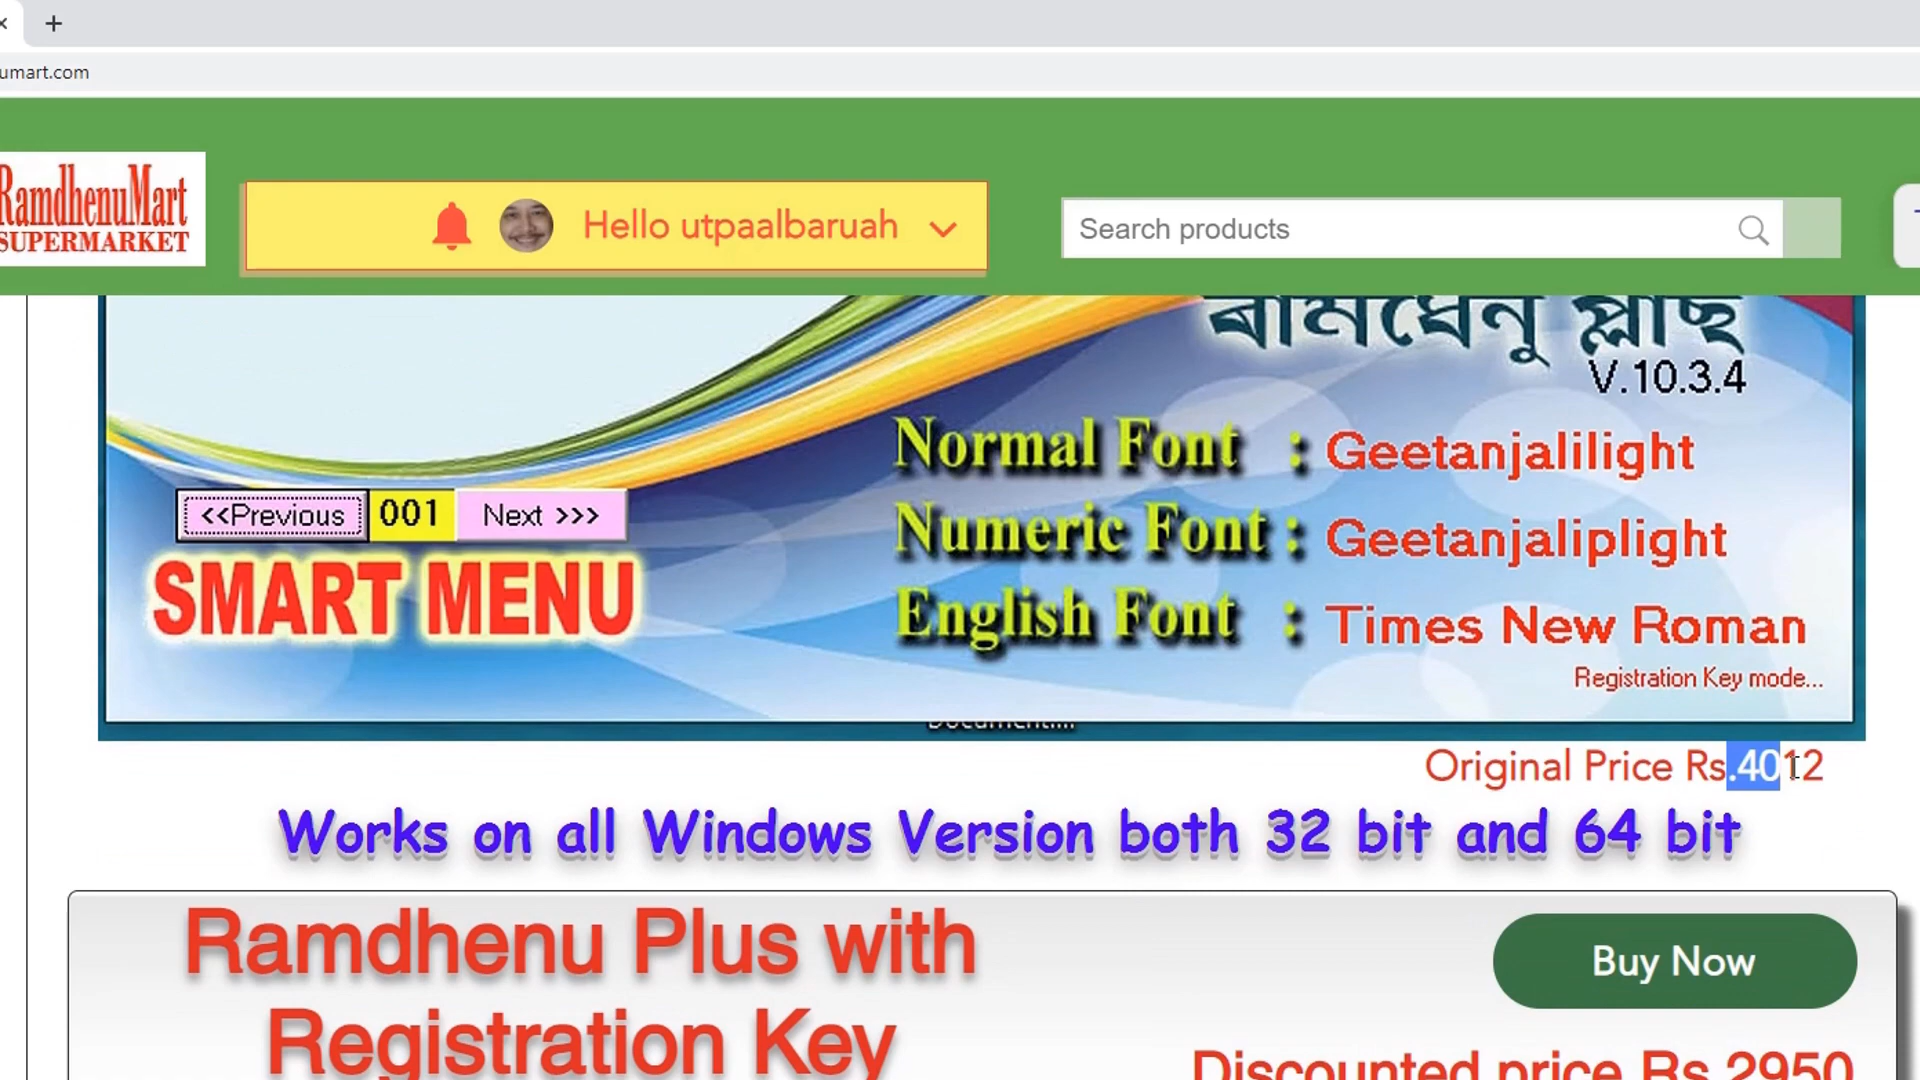 umart.com
RamdhenuMart
SUPERMARKET
Hello utpaalbaruah
Search products
ৰামধেনু প্লাছ
V.10.3.4
Normal Font : Geetanjalilight
<<Previous 001 Next >>>
Numeric Font : Geetanjaliplight
SMART MENU
English Font : Times New Roman
Registration Key mode...
Document....
Original Price Rs.4012
Works on all Windows Version both 32 bit and 64 bit
Ramdhenu Plus with
Buy Now
Registration Key
Discounted price Rs 2950